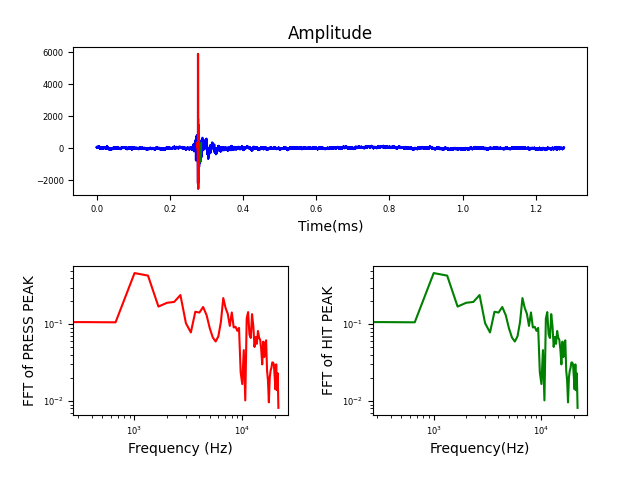 Amplitude
6000
4000
2000
0
−2000
0.0 0.2 0.4 0.6 0.8 1.0 1.2
Time(ms)
FFT of PRESS PEAK
10⁻¹
10⁻²
10³ 10⁴
Frequency (Hz)
FFT of HIT PEAK
10⁻¹
10⁻²
10³ 10⁴
Frequency(Hz)